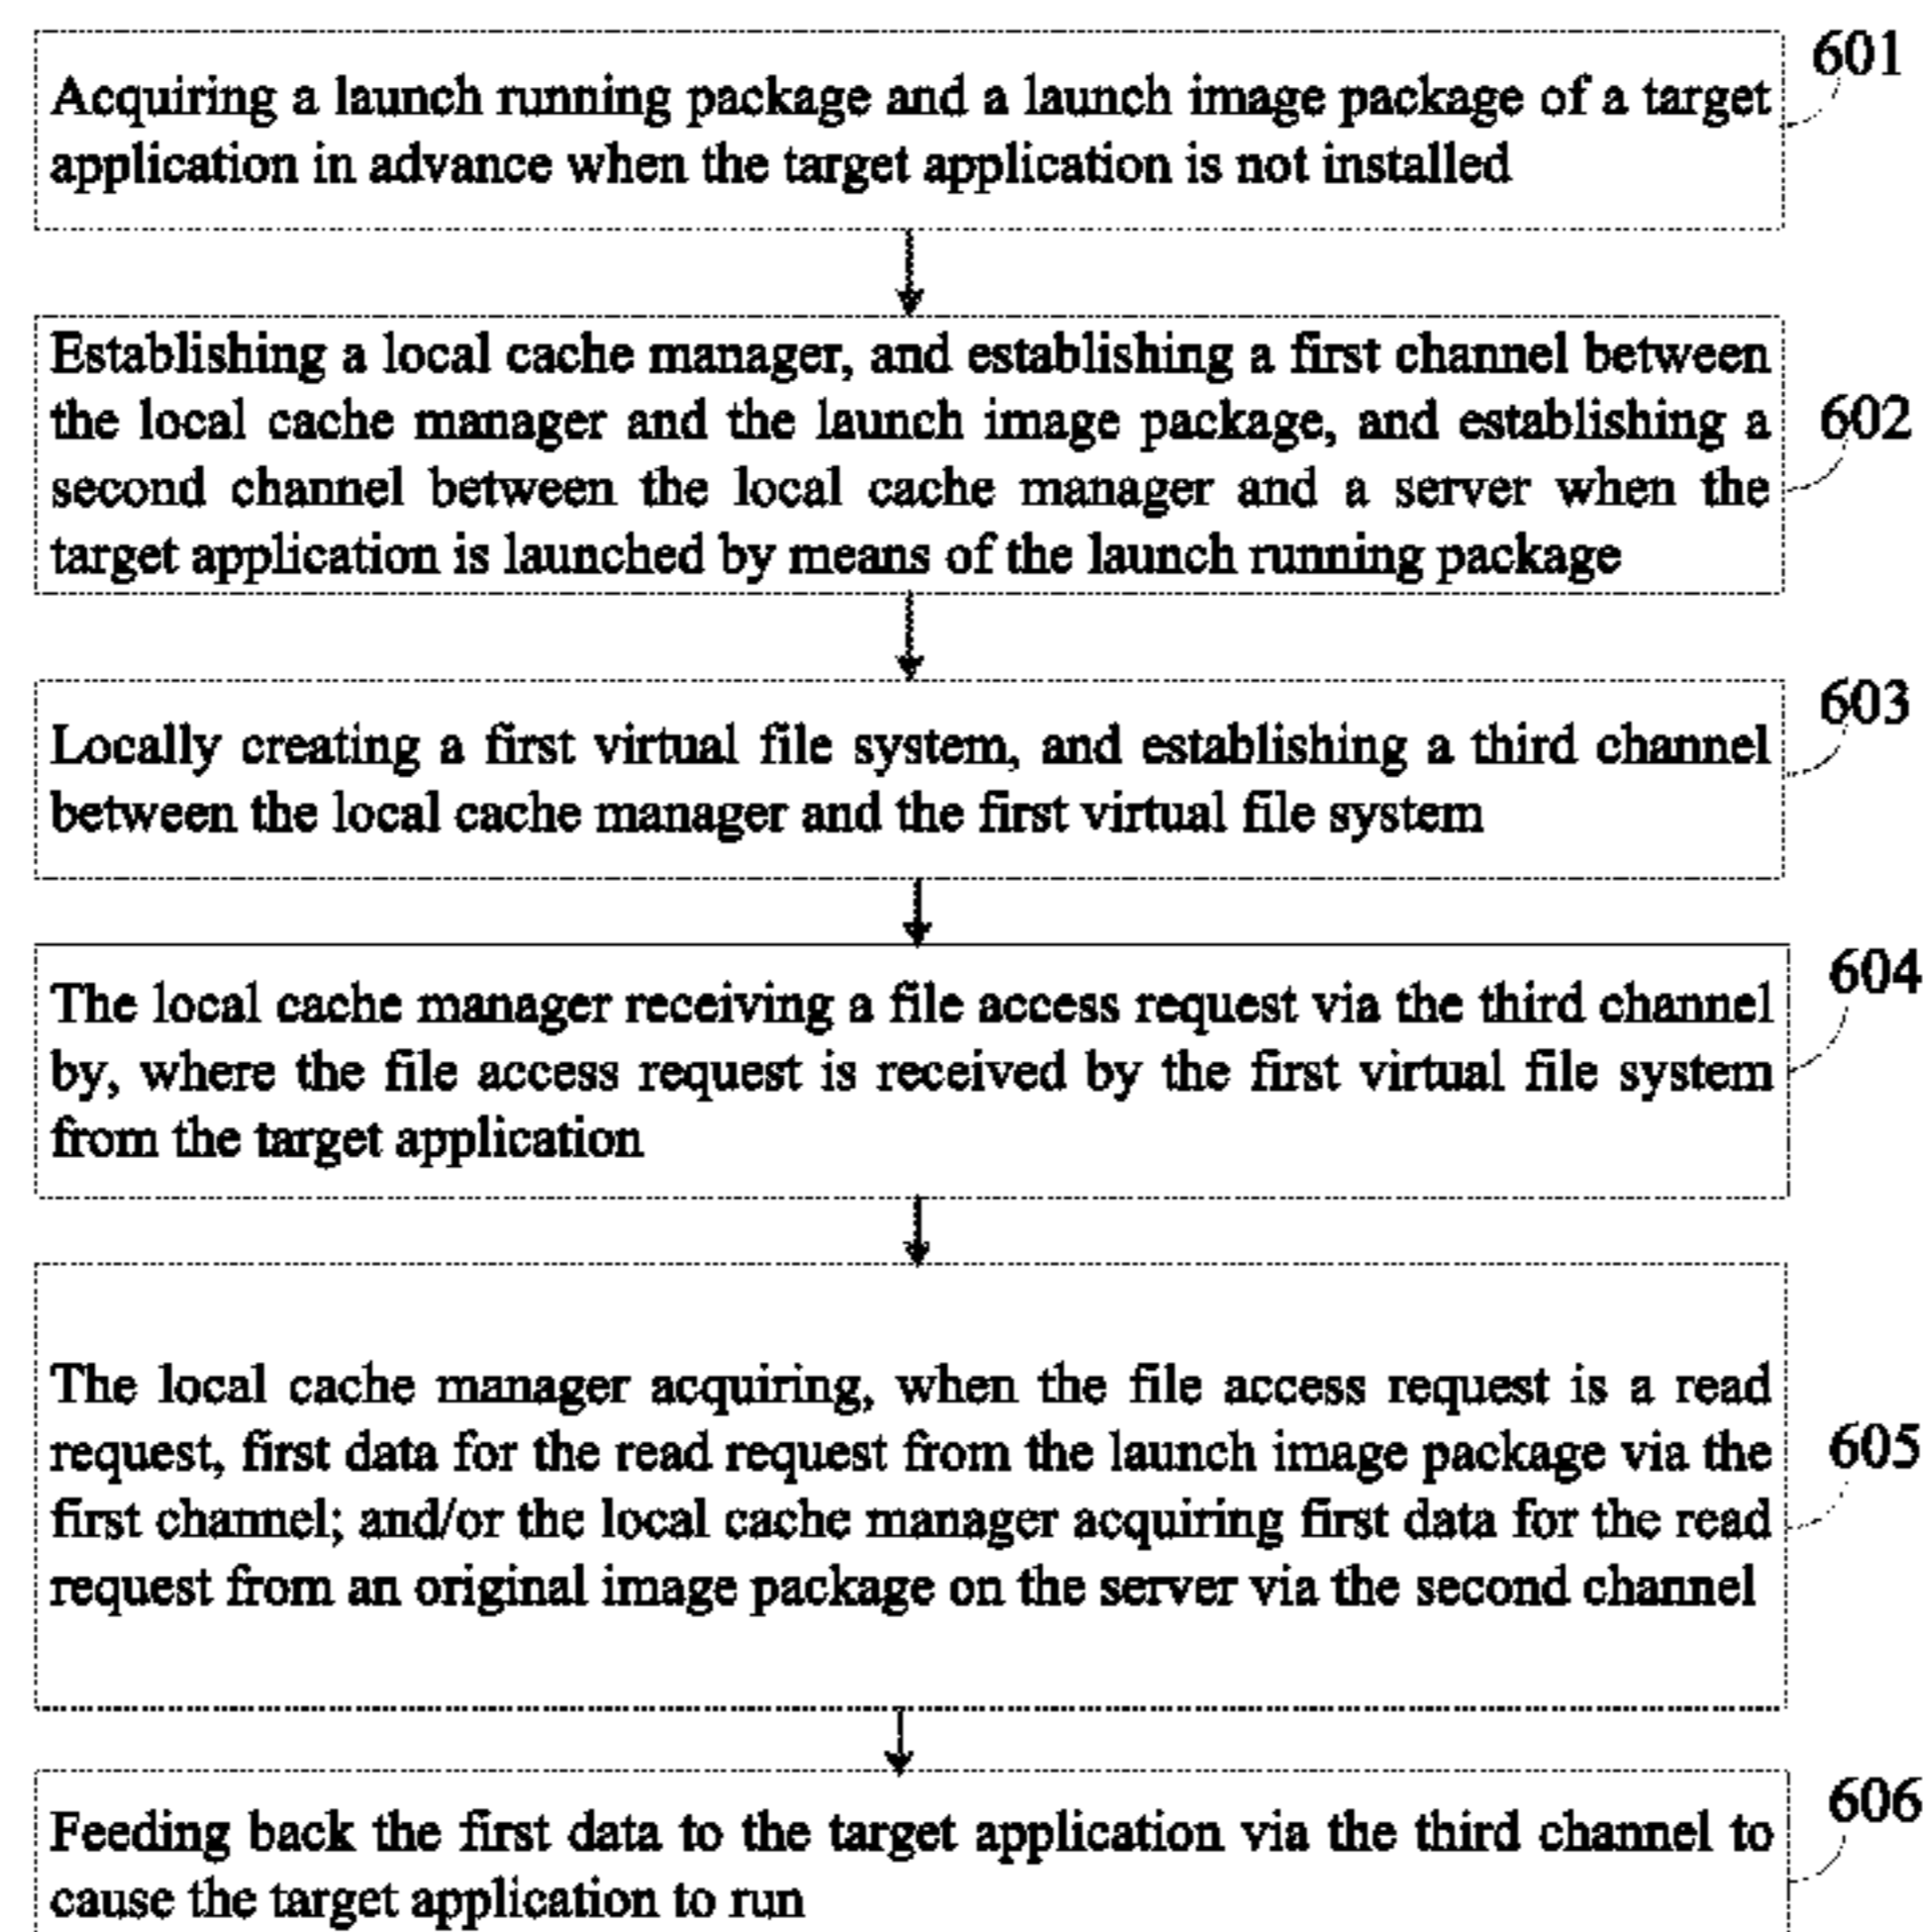 601
Acquiring a launch running package and a launch image package of a target
application in advance when the target application is not installed
Establishing a local cache manager, and establishing a first channel between
the local cache manager and the launch image package, and establishing a
second channel between the local cache manager and a server when the
target application is launched by means of the launch running package
602
603
Locally creating a first virtual file system, and establishing a third channel
between the local cache manager and the first virtual file system
604
The local cache manager receiving a file access request via the third channel
by, where the file access request is received by the first virtual file system
from the target application
The local cache manager acquiring, when the file access request is a read
request, first data for the read request from the launch image package via the
first channel; and/or the local cache manager acquiring first data for the read
request from an original image package on the server via the second channel
605
606
Feeding back the first data to the target application via the third channel to
cause the target application to run